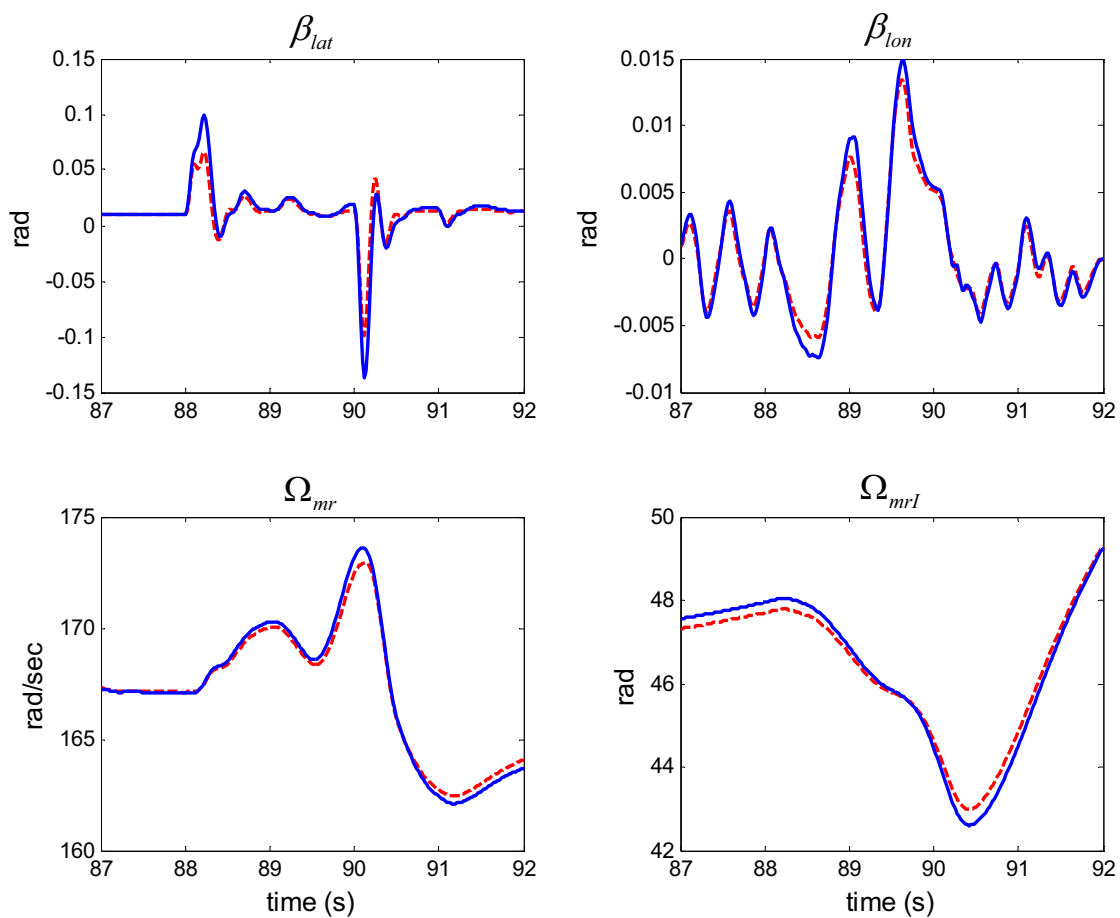 β_lat
0.15
0.1
0.05
0
-0.05
-0.1
-0.15
rad
87 88 89 90 91 92
β_lon
0.015
0.01
0.005
0
-0.005
-0.01
rad
87 88 89 90 91 92
Ω_mr
175
170
165
160
rad/sec
87 88 89 90 91 92
time (s)
Ω_mrI
50
48
46
44
42
rad
87 88 89 90 91 92
time (s)